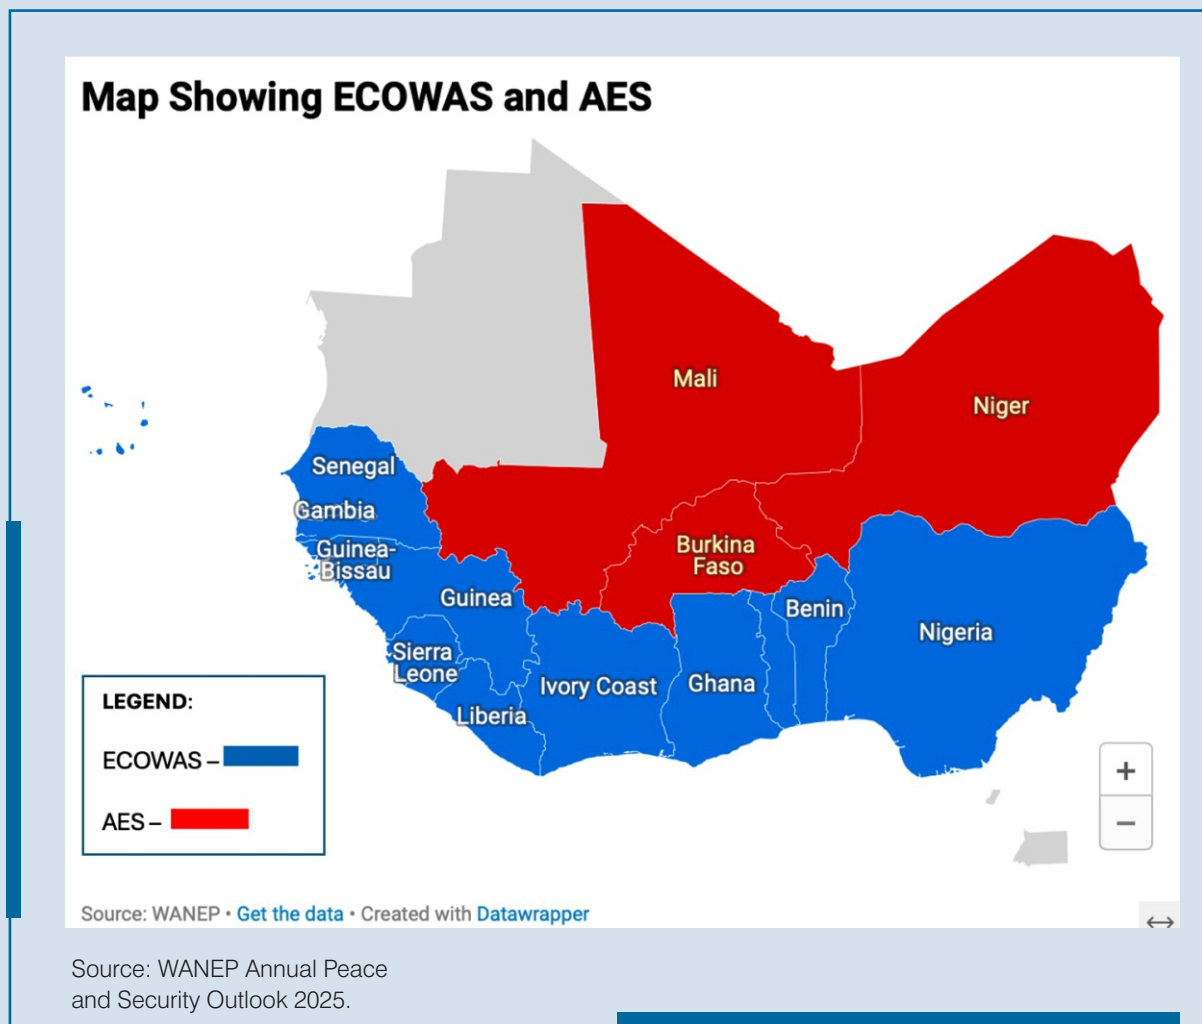 Map Showing ECOWAS and AES
Mali
Niger
Senegal
Gambia
Guinea-
Bissau
Burkina
Faso
Guinea
Benin
Nigeria
Sierra
Leone
Ivory Coast
Ghana
Liberia
LEGEND:
ECOWAS –
AES –
+
−
Source: WANEP • Get the data • Created with Datawrapper
Source: WANEP Annual Peace
and Security Outlook 2025.